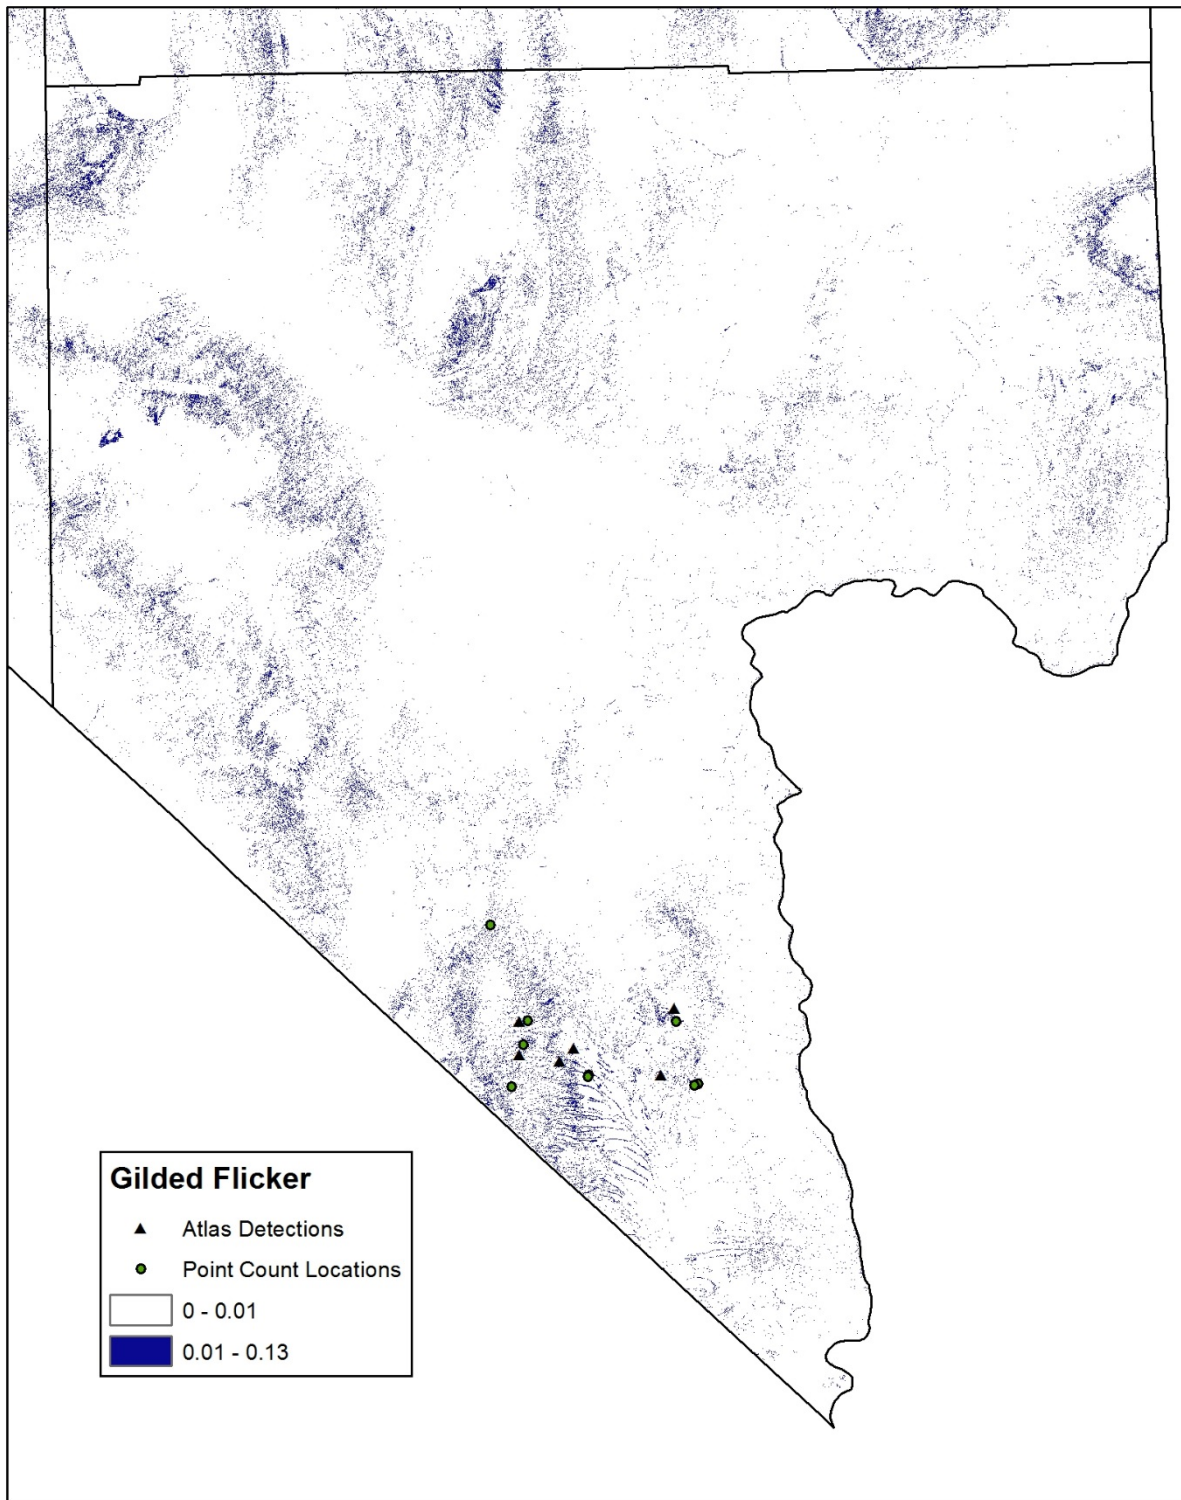 Gilded Flicker
Atlas Detections
Point Count Locations
0 - 0.01
0.01 - 0.13